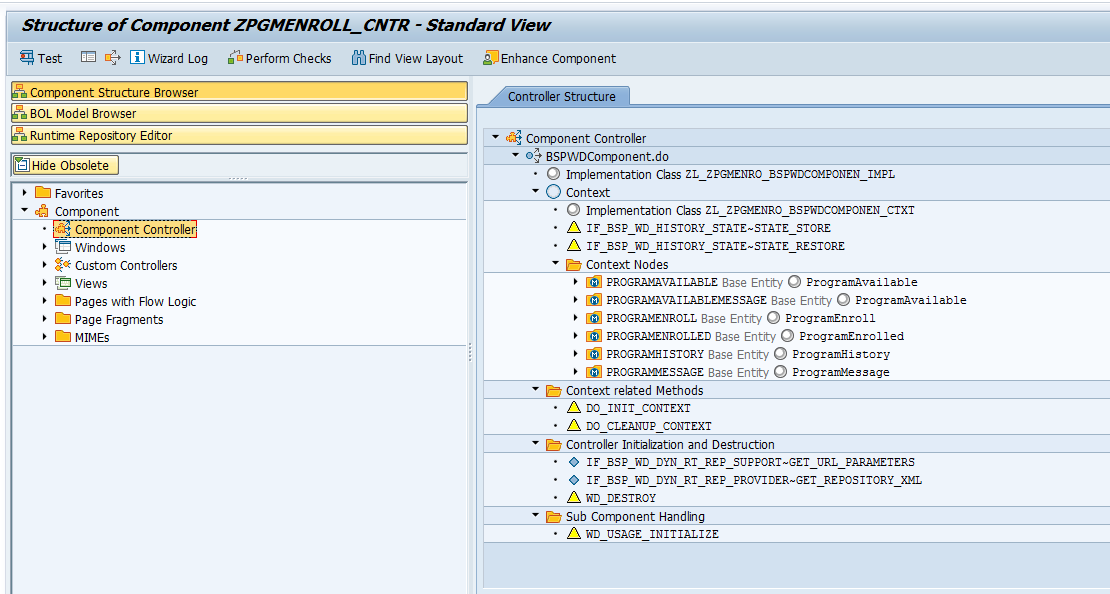 Structure of Component ZPGMENROLL_CNTR - Standard View
Test Wizard Log Perform Checks Find View Layout Enhance Component
Component Structure Browser
BOL Model Browser
Runtime Repository Editor
Hide Obsolete
Favorites
Component
Component Controller
Windows
Custom Controllers
Views
Pages with Flow Logic
Page Fragments
MIMEs
Controller Structure
Component Controller
BSPWDComponent.do
Implementation Class ZL_ZPGMENRO_BSPWDCOMPONEN_IMPL
Context
Implementation Class ZL_ZPGMENRO_BSPWDCOMPONEN_CTXT
IF_BSP_WD_HISTORY_STATE~STATE_STORE
IF_BSP_WD_HISTORY_STATE~STATE_RESTORE
Context Nodes
PROGRAMAVAILABLE Base Entity ProgramAvailable
PROGRAMAVAILABLEMESSAGE Base Entity ProgramAvailable
PROGRAMENROLL Base Entity ProgramEnroll
PROGRAMENROLLED Base Entity ProgramEnrolled
PROGRAMHISTORY Base Entity ProgramHistory
PROGRAMMESSAGE Base Entity ProgramMessage
Context related Methods
DO_INIT_CONTEXT
DO_CLEANUP_CONTEXT
Controller Initialization and Destruction
IF_BSP_WD_DYN_RT_REP_SUPPORT~GET_URL_PARAMETERS
IF_BSP_WD_DYN_RT_REP_PROVIDER~GET_REPOSITORY_XML
WD_DESTROY
Sub Component Handling
WD_USAGE_INITIALIZE